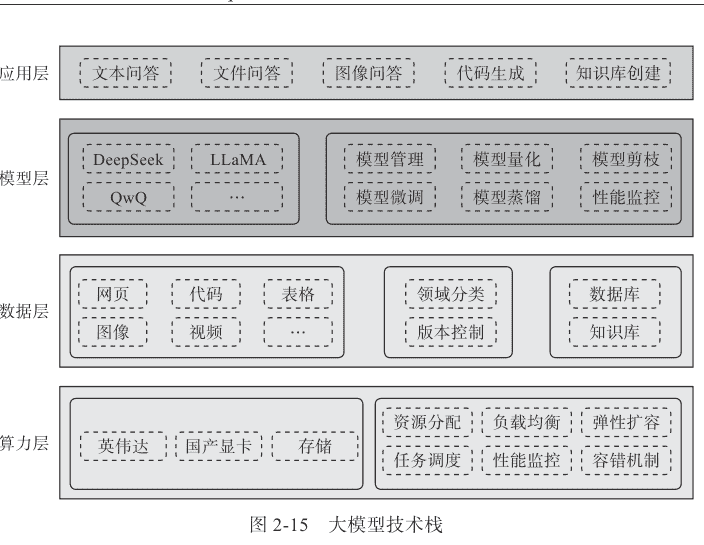 应用层 文本问答 文件问答 图像问答 代码生成 知识库创建
模型层
DeepSeek LLaMA
QwQ …
模型管理 模型量化 模型剪枝
模型微调 模型蒸馏 性能监控
数据层
网页 代码 表格
图像 视频 …
领域分类
版本控制
数据库
知识库
算力层
英伟达 国产显卡 存储
资源分配 负载均衡 弹性扩容
任务调度 性能监控 容错机制
图 2-15 大模型技术栈